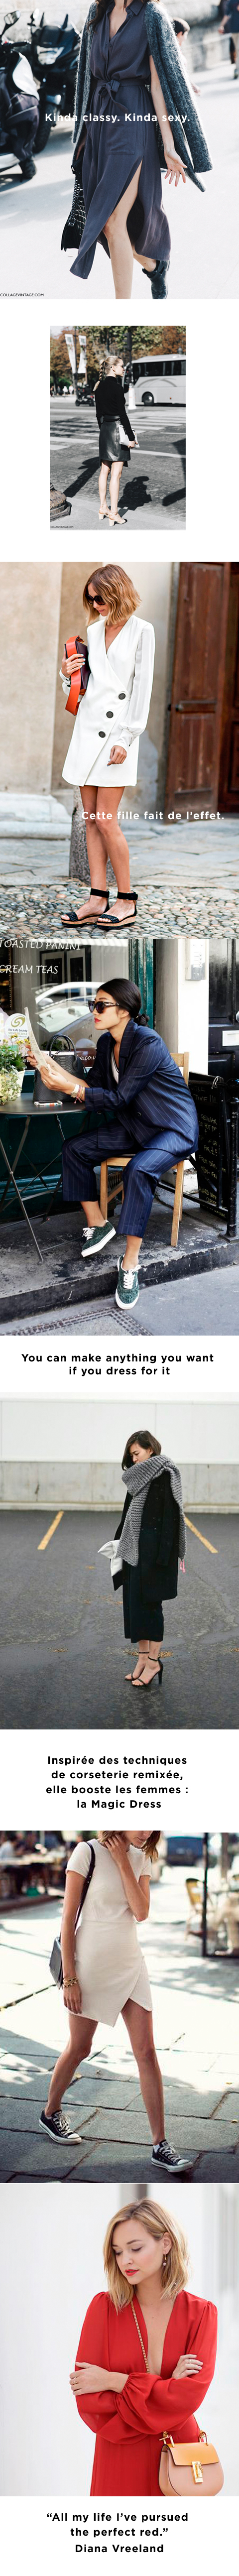 Kinda classy. Kinda sexy.
COLLAGEVINTAGE.COM
Cette fille fait de l'effet.
TOASTED PANINI
CREAM TEAS
You can make anything you want
if you dress for it
Inspirée des techniques
de corseterie remixée,
elle booste les femmes :
la Magic Dress
“All my life I’ve pursued
the perfect red.”
Diana Vreeland